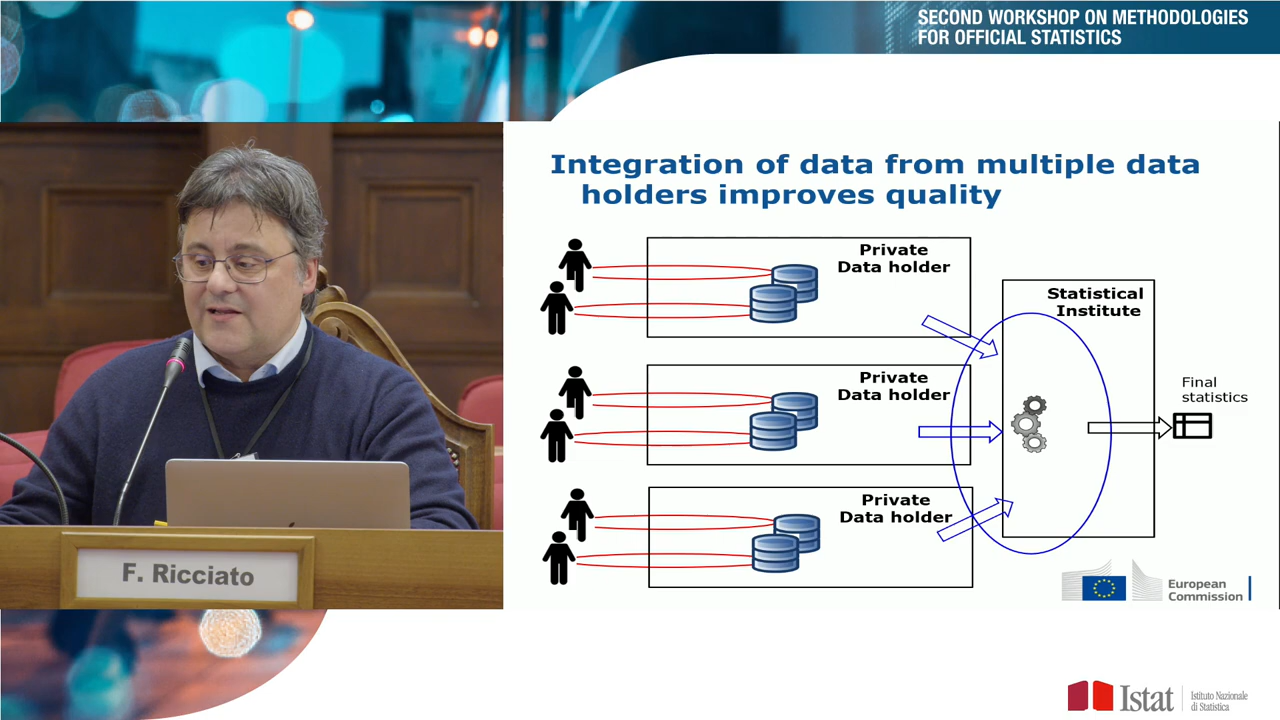 SECOND WORKSHOP ON METHODOLOGIES
FOR OFFICIAL STATISTICS
Integration of data from multiple data
holders improves quality
Private
Data holder
Statistical
Institute
Private
Data holder
Final
statistics
Private
Data holder
F. Ricciato
European
Commission
Istat
Istituto Nazionale
di Statistica